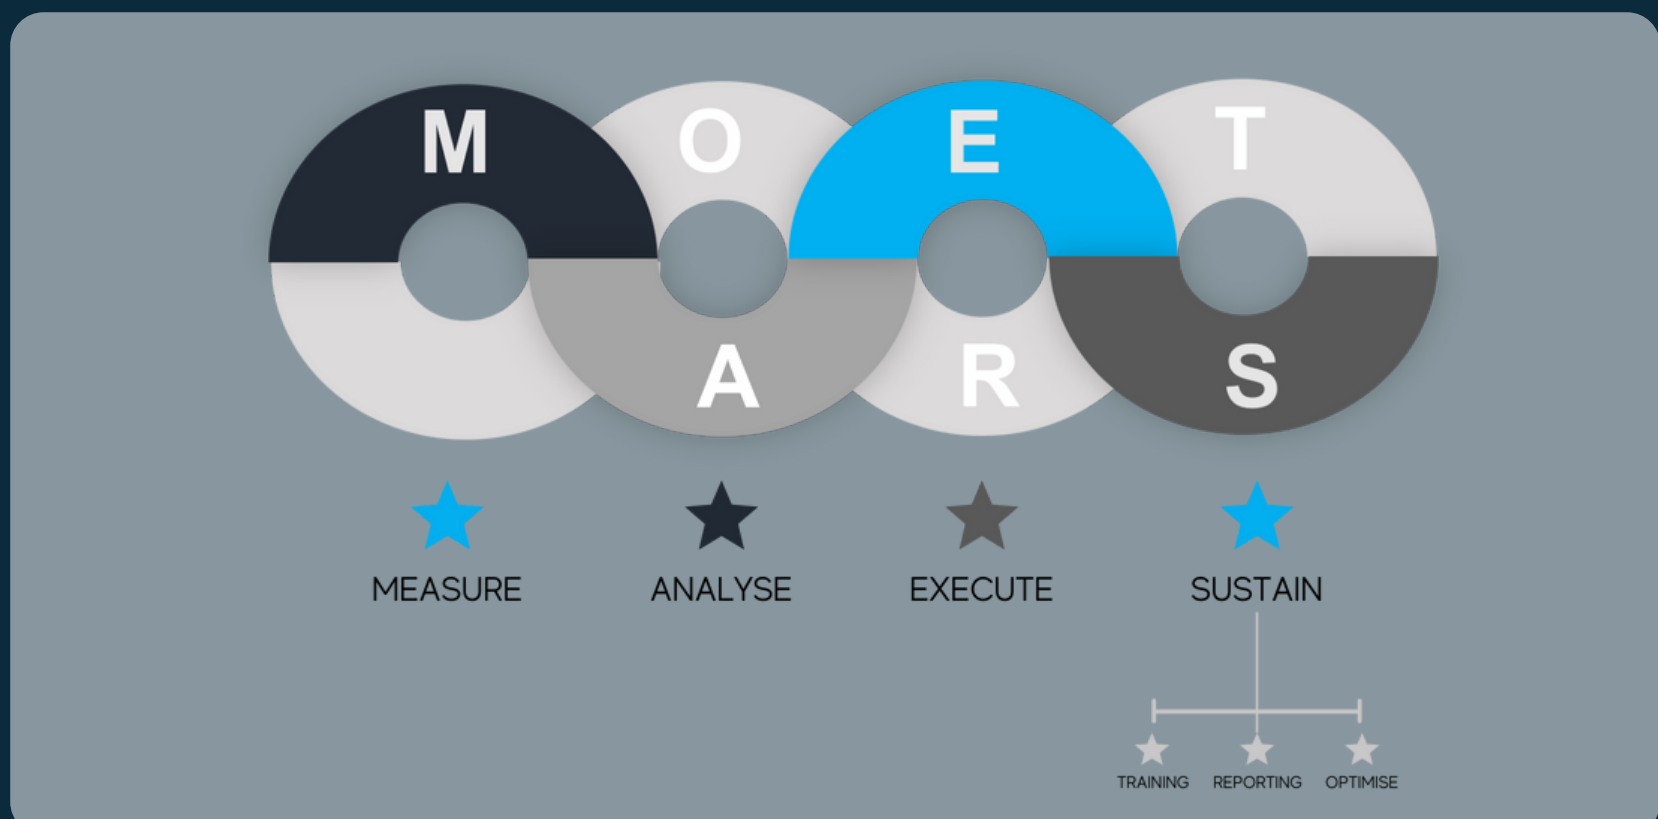 M O E T
A R S
MEASURE ANALYSE EXECUTE SUSTAIN
TRAINING REPORTING OPTIMISE